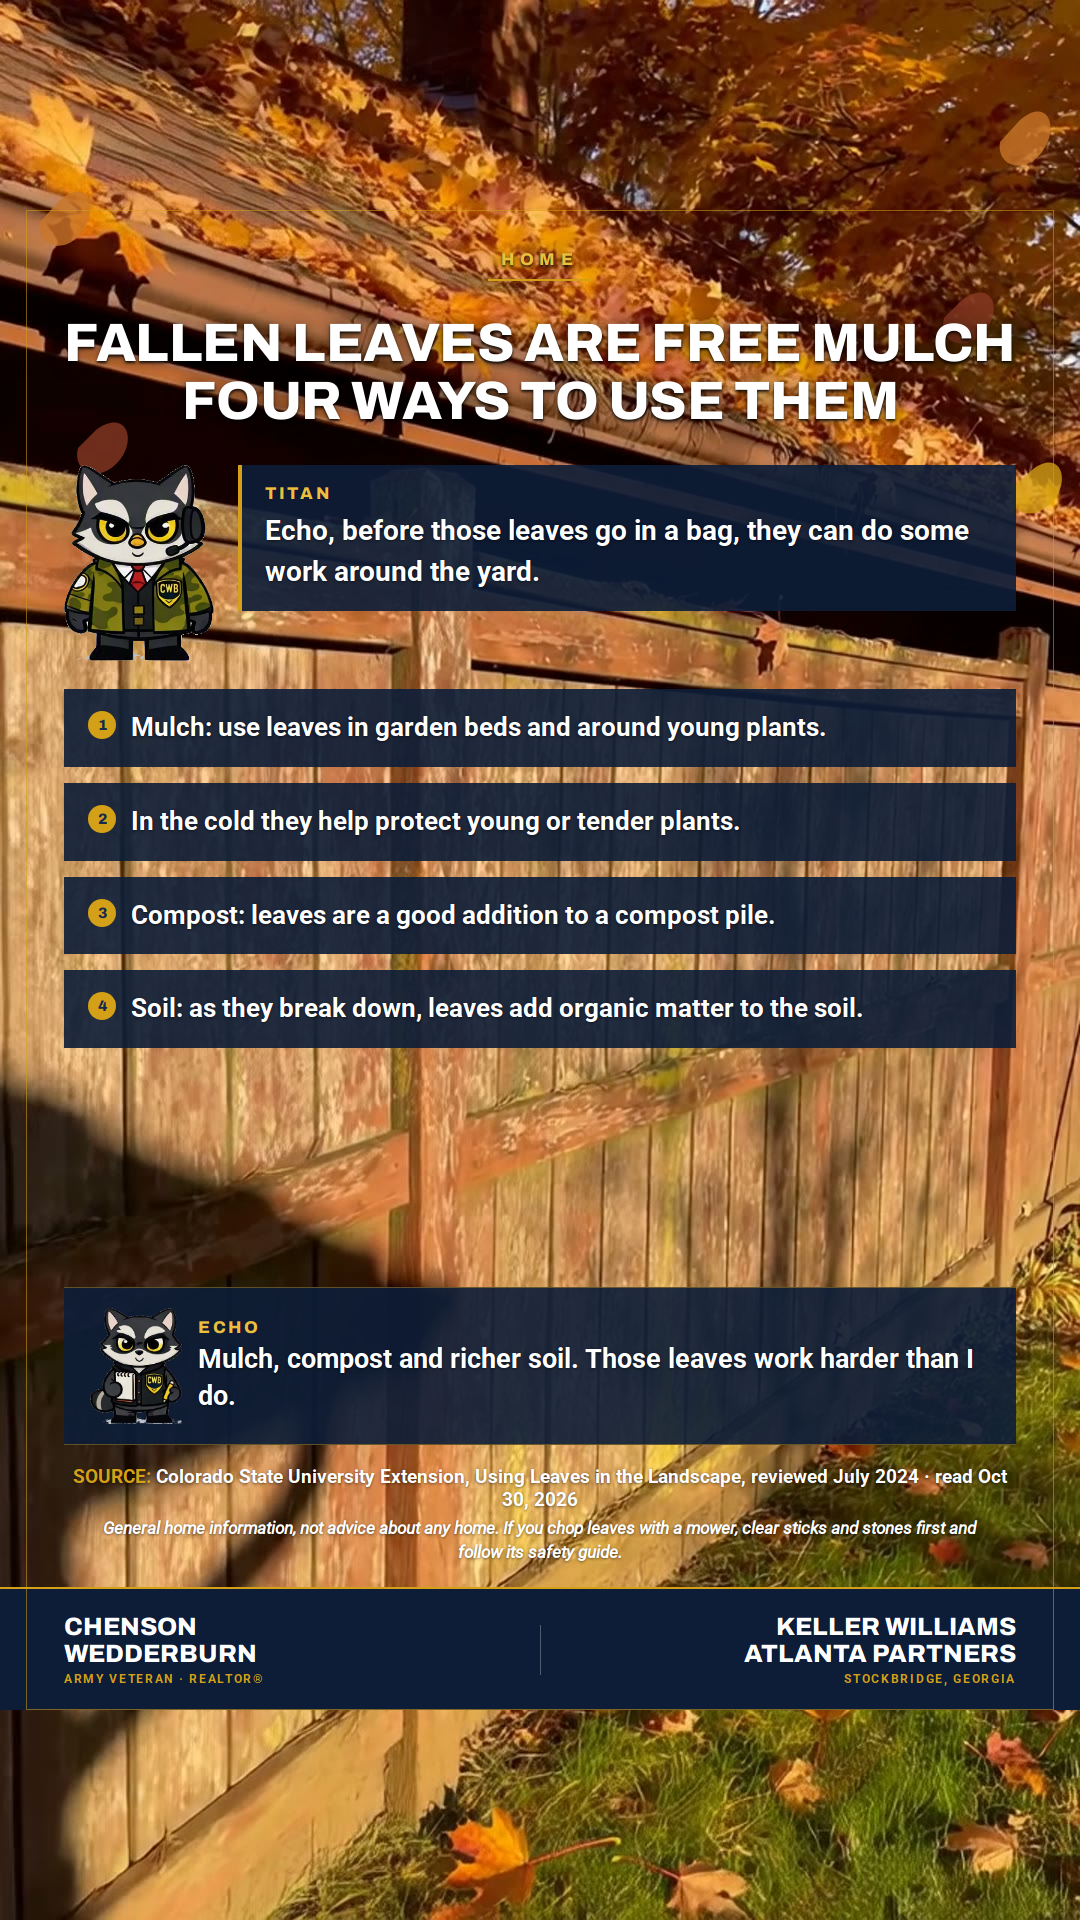 HOME
FALLEN LEAVES ARE FREE MULCH
FOUR WAYS TO USE THEM
TITAN
Echo, before those leaves go in a bag, they can do some
work around the yard.
CWB
1 Mulch: use leaves in garden beds and around young plants.
2 In the cold they help protect young or tender plants.
3 Compost: leaves are a good addition to a compost pile.
4 Soil: as they break down, leaves add organic matter to the soil.
ECHO
Mulch, compost and richer soil. Those leaves work harder than I
do.
CWB
SOURCE: Colorado State University Extension, Using Leaves in the Landscape, reviewed July 2024 · read Oct
30, 2026
General home information, not advice about any home. If you chop leaves with a mower, clear sticks and stones first and
follow its safety guide.
CHENSON
WEDDERBURN
ARMY VETERAN · REALTOR®
KELLER WILLIAMS
ATLANTA PARTNERS
STOCKBRIDGE, GEORGIA